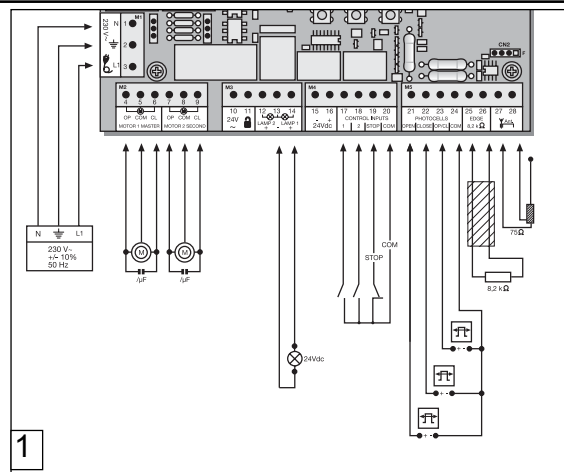 230 V~
N 1 M1
2
L1 3
CN2
F
M2
4 5 6 7 8 9
OP COM CL OP COM CL
MOTOR 1 MASTER MOTOR 2 SECOND
M3
10 11 12 13 14
24V ~
LAMP 2 LAMP 1
+ - +
M4
15 16 17 18 19 20
- + CONTROL INPUTS
24Vdc 1 2 STOP COM
M5
21 22 23 24 25 26 27 28
PHOTOCELLS EDGE Ant.
OPEN CLOSE OP/CL COM 8,2 kΩ
N L1
230 V~
+/- 10%
50 Hz
M M
/µF /µF
COM
STOP
75Ω
8,2 kΩ
24Vdc
+ -
+ -
+ -
1